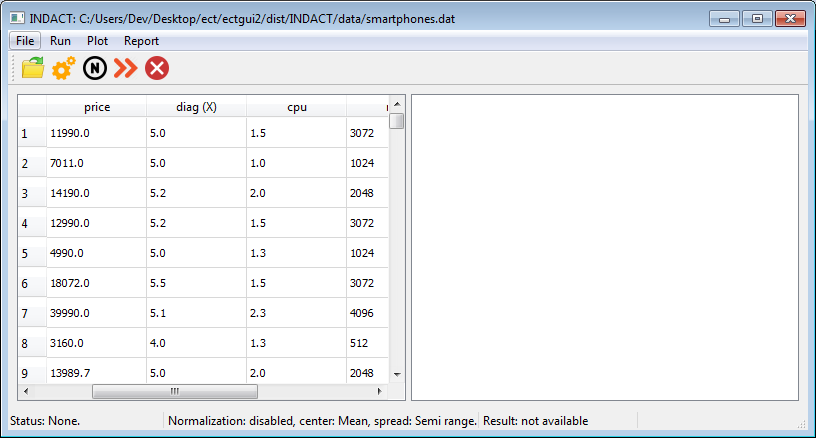 INDACT: C:/Users/Dev/Desktop/ect/ectgui2/dist/INDACT/data/smartphones.dat
File Run Plot Report
N
price diag (X) cpu
1 11990.0 5.0 1.5 3072
2 7011.0 5.0 1.0 1024
3 14190.0 5.2 2.0 2048
4 12990.0 5.2 1.5 3072
5 4990.0 5.0 1.3 1024
6 18072.0 5.5 1.5 3072
7 39990.0 5.1 2.3 4096
8 3160.0 4.0 1.3 512
9 13989.7 5.0 2.0 2048
Status: None. Normalization: disabled, center: Mean, spread: Semi range. Result: not available